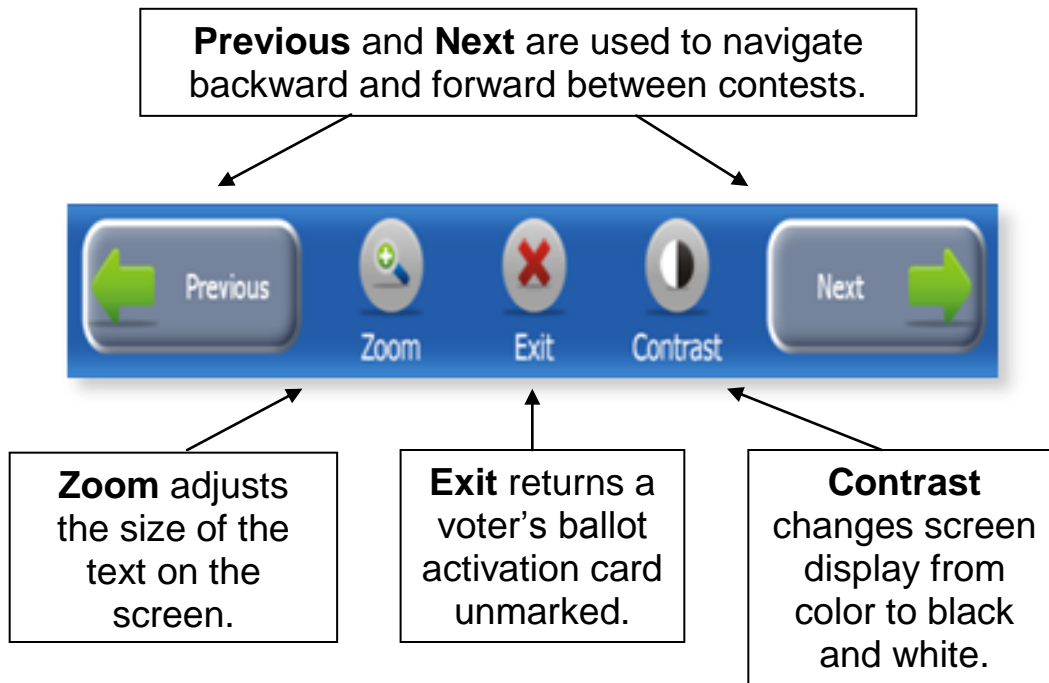 Previous and Next are used to navigate
backward and forward between contests.
Previous
Zoom
Exit
Contrast
Next
Zoom adjusts
the size of the
text on the
screen.
Exit returns a
voter’s ballot
activation card
unmarked.
Contrast
changes screen
display from
color to black
and white.